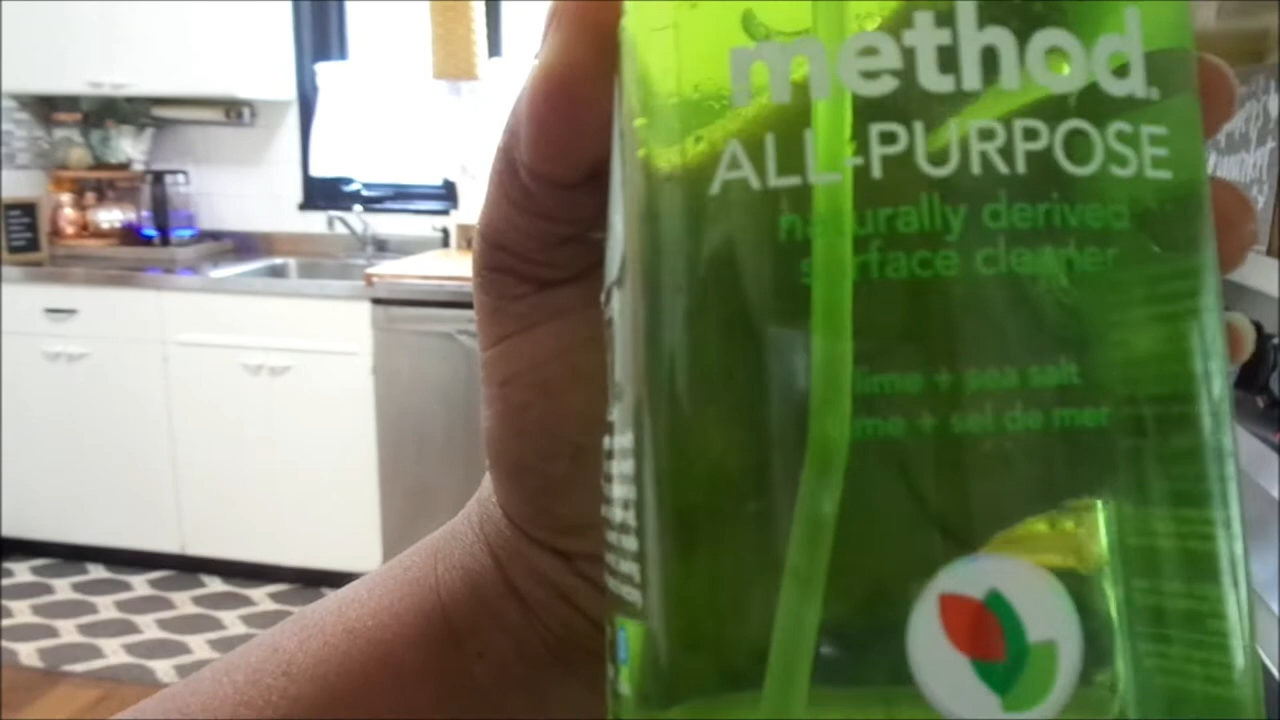 method.
ALL-PURPOSE
naturally derived
surface cleaner
lime + sea salt
lime + sel de mer